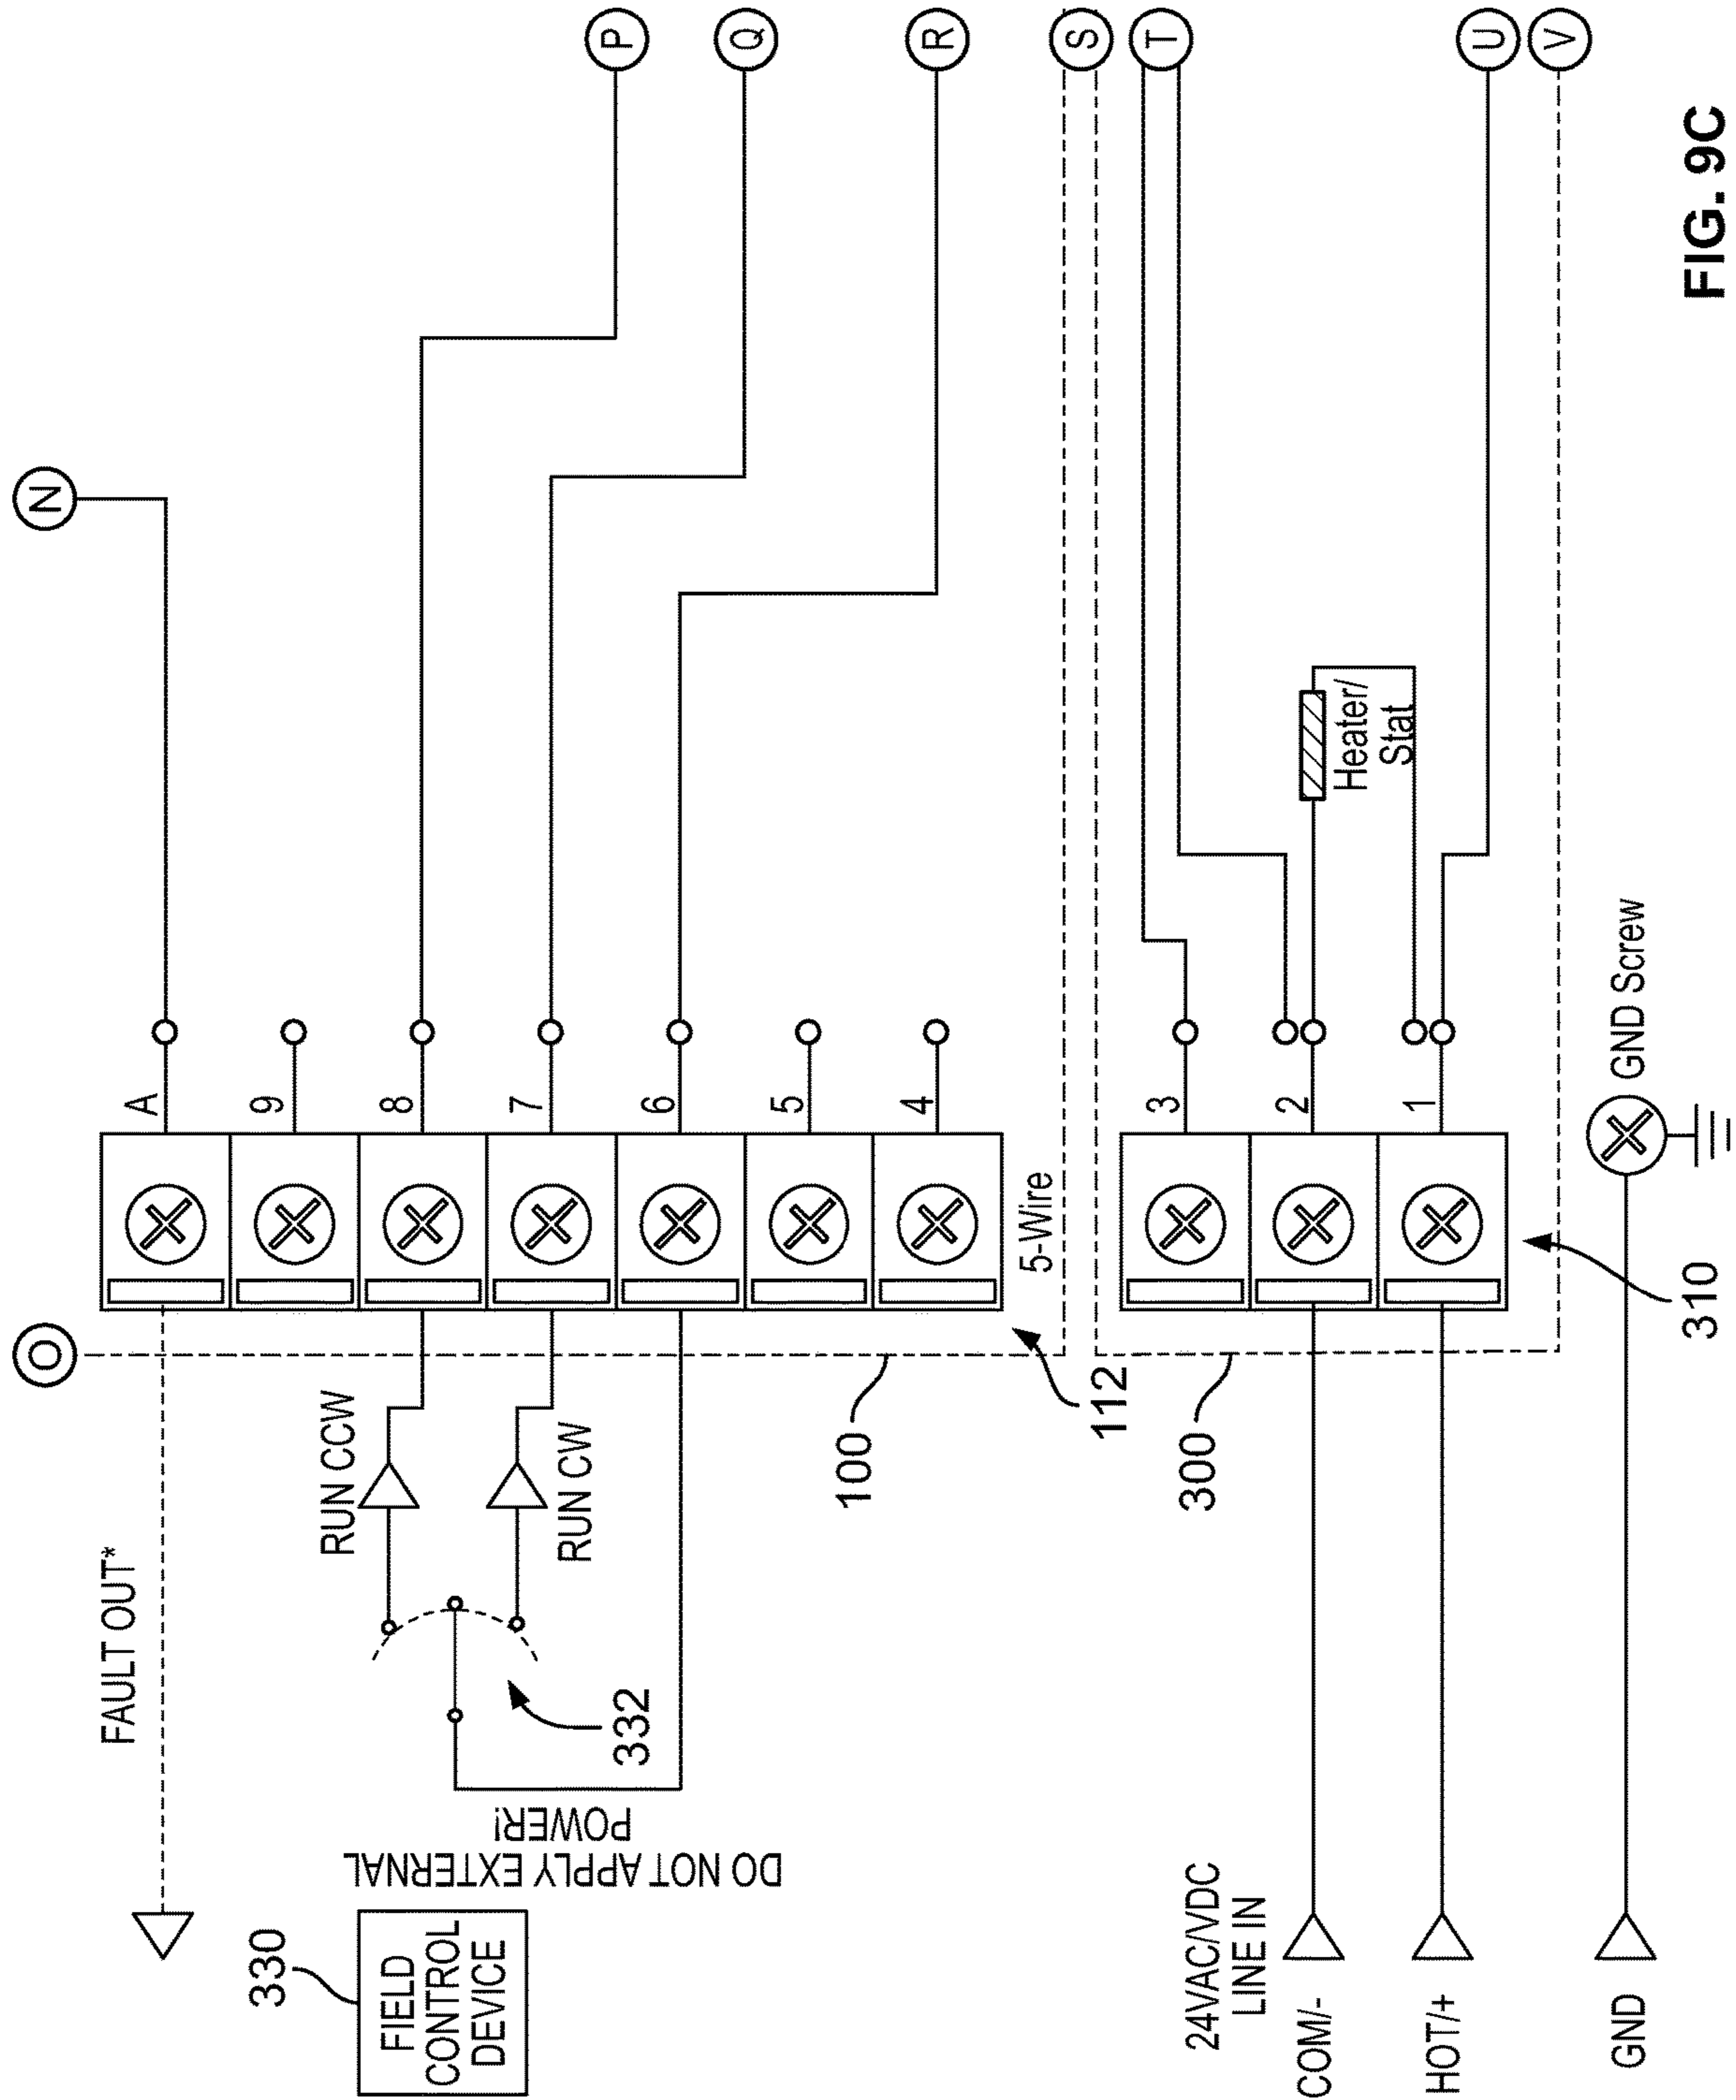 N
O
FAULT OUT*
330
FIELD
CONTROL
DEVICE
DO NOT APPLY EXTERNAL
POWER!
332
RUN CCW
RUN CW
A
9
8
7
6
5
4
5-Wire
100
112
P
Q
R
S
T
U
V
24VAC/VDC
LINE IN
COM/-
HOT/+
GND
300
310
3
2
1
Heater/
Stat
GND Screw
FIG. 9C